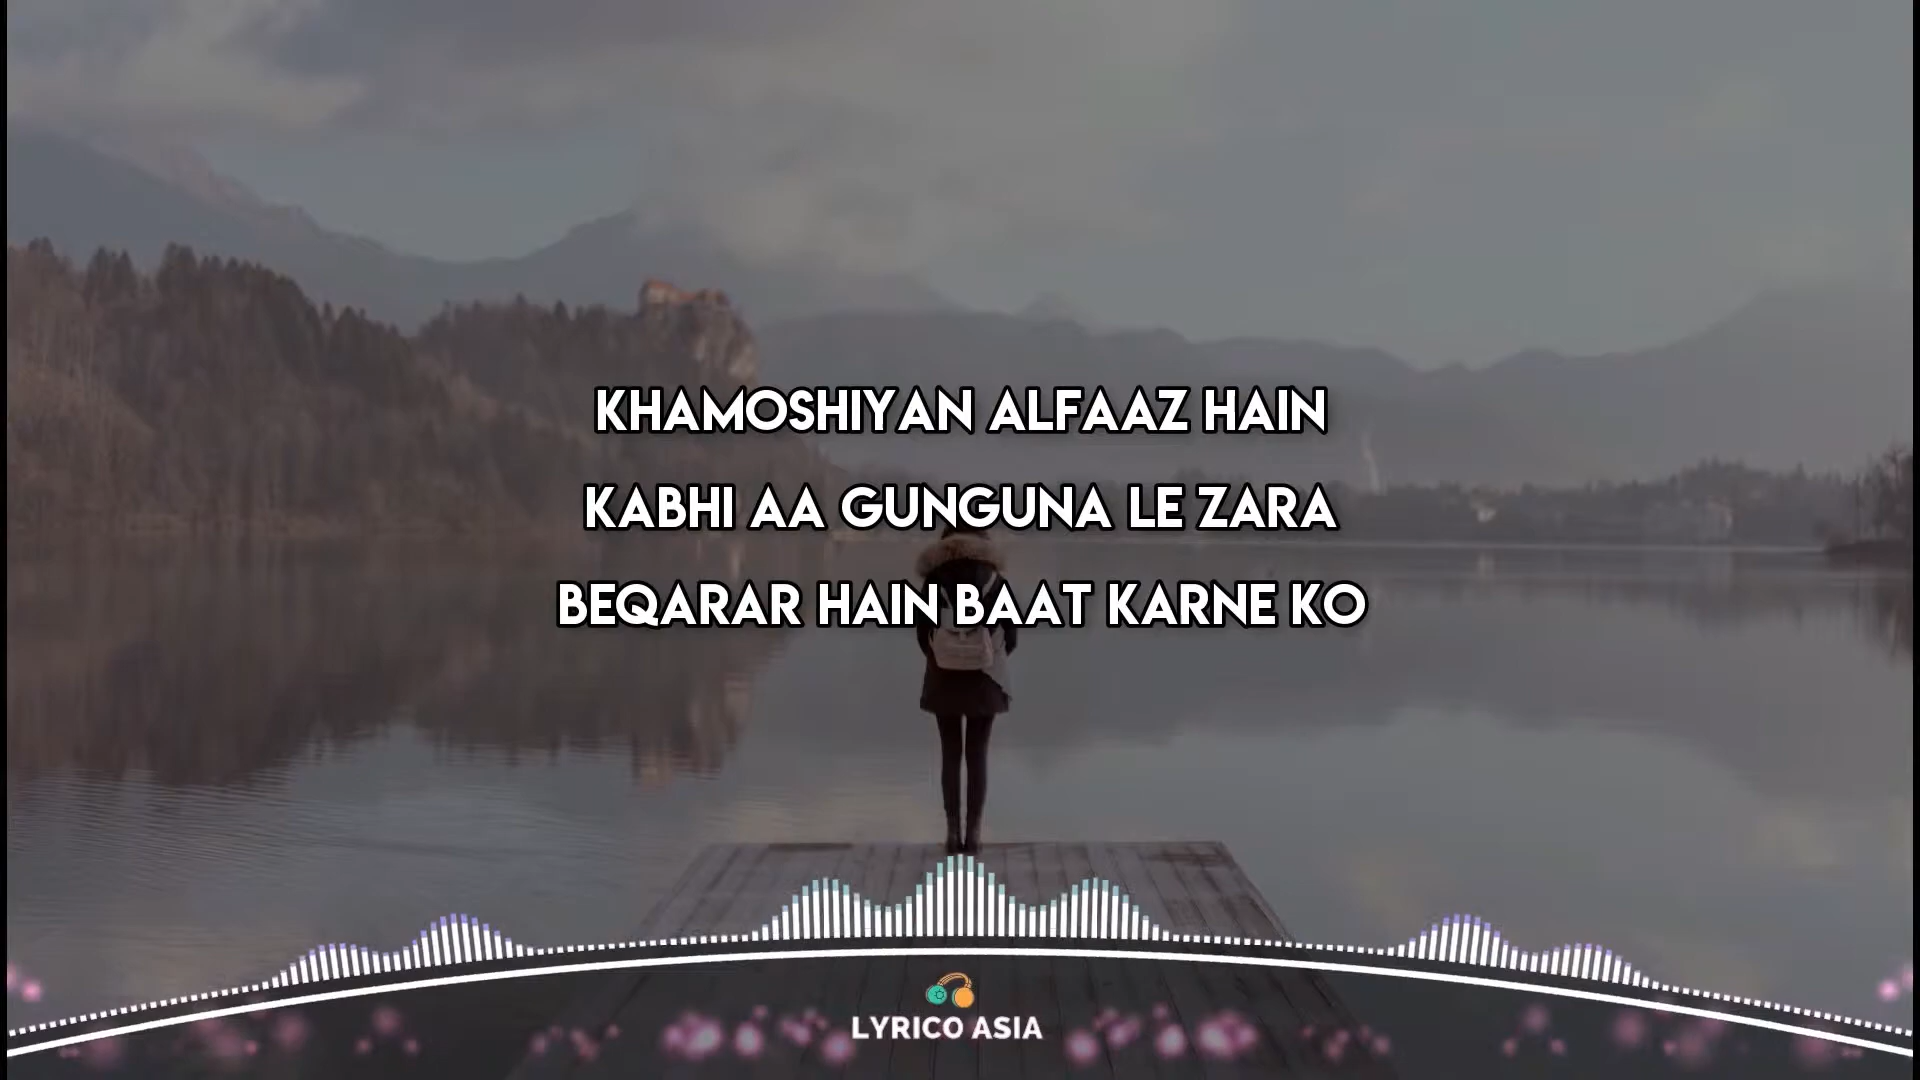 KHAMOSHIYAN ALFAAZ HAIN
KABHI AA GUNGUNA LE ZARA
BEQARAR HAIN BAAT KARNE KO
LYRICO ASIA